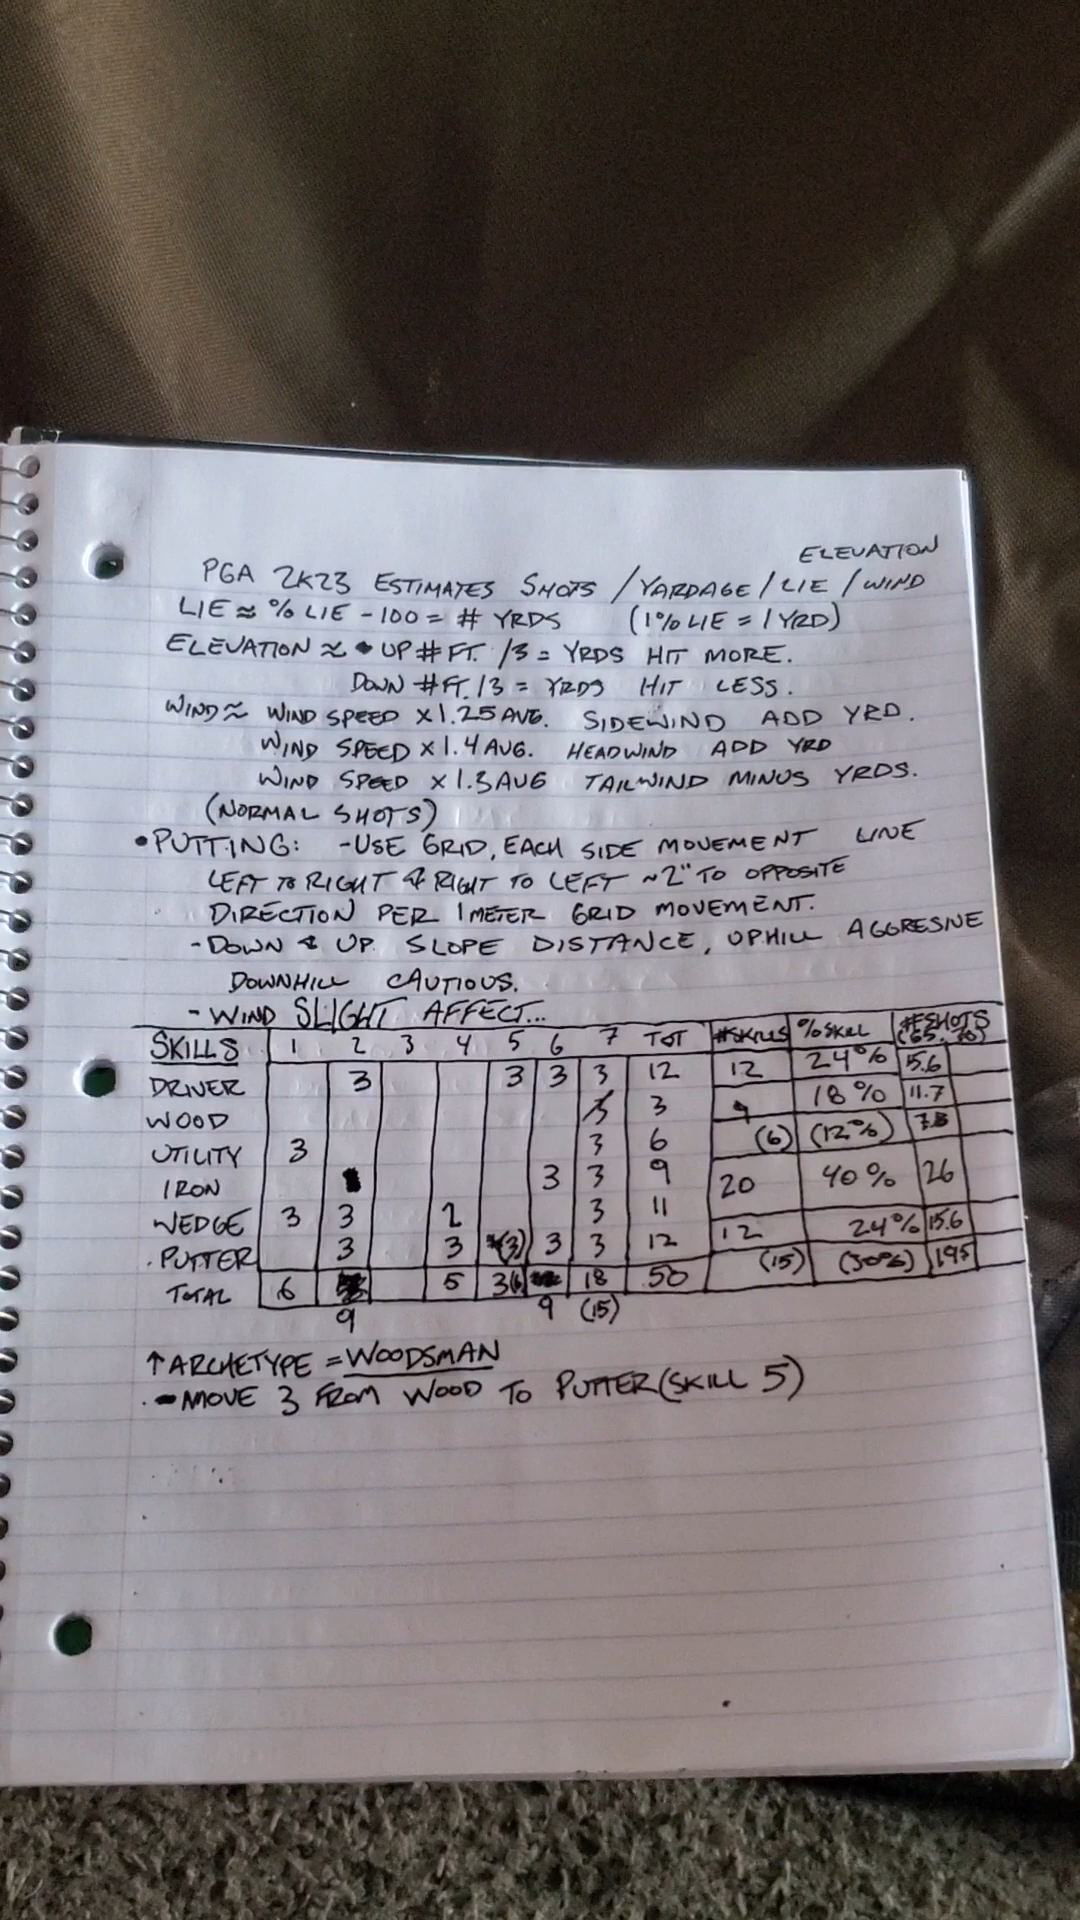 ELEVATION
PGA 2K23 ESTIMATES SHOTS / YARDAGE / LIE / WIND
LIE ≈ % LIE - 100 = # YRDS (1% LIE = 1 YRD)
ELEVATION ≈ UP # FT. /3 = YRDS HIT MORE.
DOWN # FT. /3 = YRDS HIT LESS.
WIND ≈ WIND SPEED X 1.25 AVG. SIDEWIND ADD YRD.
WIND SPEED X 1.4 AVG. HEADWIND ADD YRD
WIND SPEED X 1.3 AVG TAILWIND MINUS YRDS.
(NORMAL SHOTS)
• PUTTING: - USE GRID, EACH SIDE MOVEMENT LINE
LEFT TO RIGHT & RIGHT TO LEFT ~2" TO OPPOSITE
DIRECTION PER 1 METER GRID MOVEMENT.
- DOWN & UP SLOPE DISTANCE, UPHILL AGGRESIVE
DOWNHILL CAUTIOUS.
- WIND SLIGHT AFFECT...
SKILLS 1 2 3 4 5 6 7 TOT #SKILLS % SKILL #SHOTS (65. 70)
DRIVER 3 3 3 3 12 12 24% 15.6
WOOD 3 3 9 18% 11.7
UTILITY 3 3 6 (6) (12%) 7.8
IRON 3 3 9 20 40% 26
WEDGE 3 3 2 3 11
. PUTTER 3 3 (3) 3 3 12 12 24% 15.6
(15) (30%) 19.5
TOTAL 6 5 3(6) 18 50
9 9 (15)
↑ ARCHETYPE = WOODSMAN
. - MOVE 3 FROM WOOD TO PUTTER (SKILL 5)